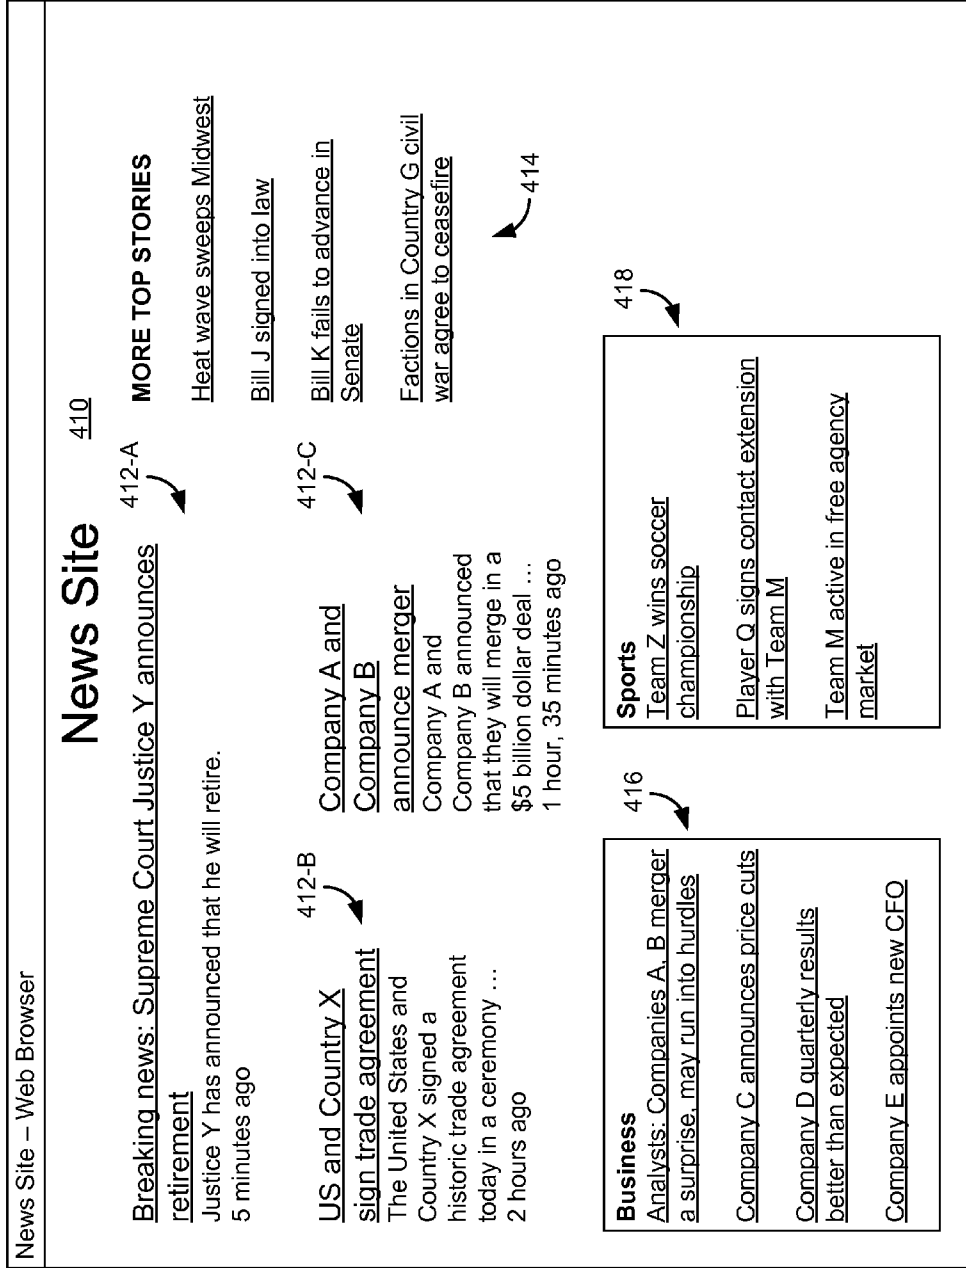 News Site – Web Browser
News Site
410
412-A
Breaking news: Supreme Court Justice Y announces
retirement
Justice Y has announced that he will retire.
5 minutes ago
412-B
US and Country X
sign trade agreement
The United States and
Country X signed a
historic trade agreement
today in a ceremony …
2 hours ago
412-C
Company A and
Company B
announce merger
Company A and
Company B announced
that they will merge in a
$5 billion dollar deal …
1 hour, 35 minutes ago
MORE TOP STORIES
Heat wave sweeps Midwest
Bill J signed into law
Bill K fails to advance in
Senate
Factions in Country G civil
war agree to ceasefire
414
416
Business
Analysts: Companies A, B merger
a surprise, may run into hurdles
Company C announces price cuts
Company D quarterly results
better than expected
Company E appoints new CFO
418
Sports
Team Z wins soccer
championship
Player Q signs contact extension
with Team M
Team M active in free agency
market